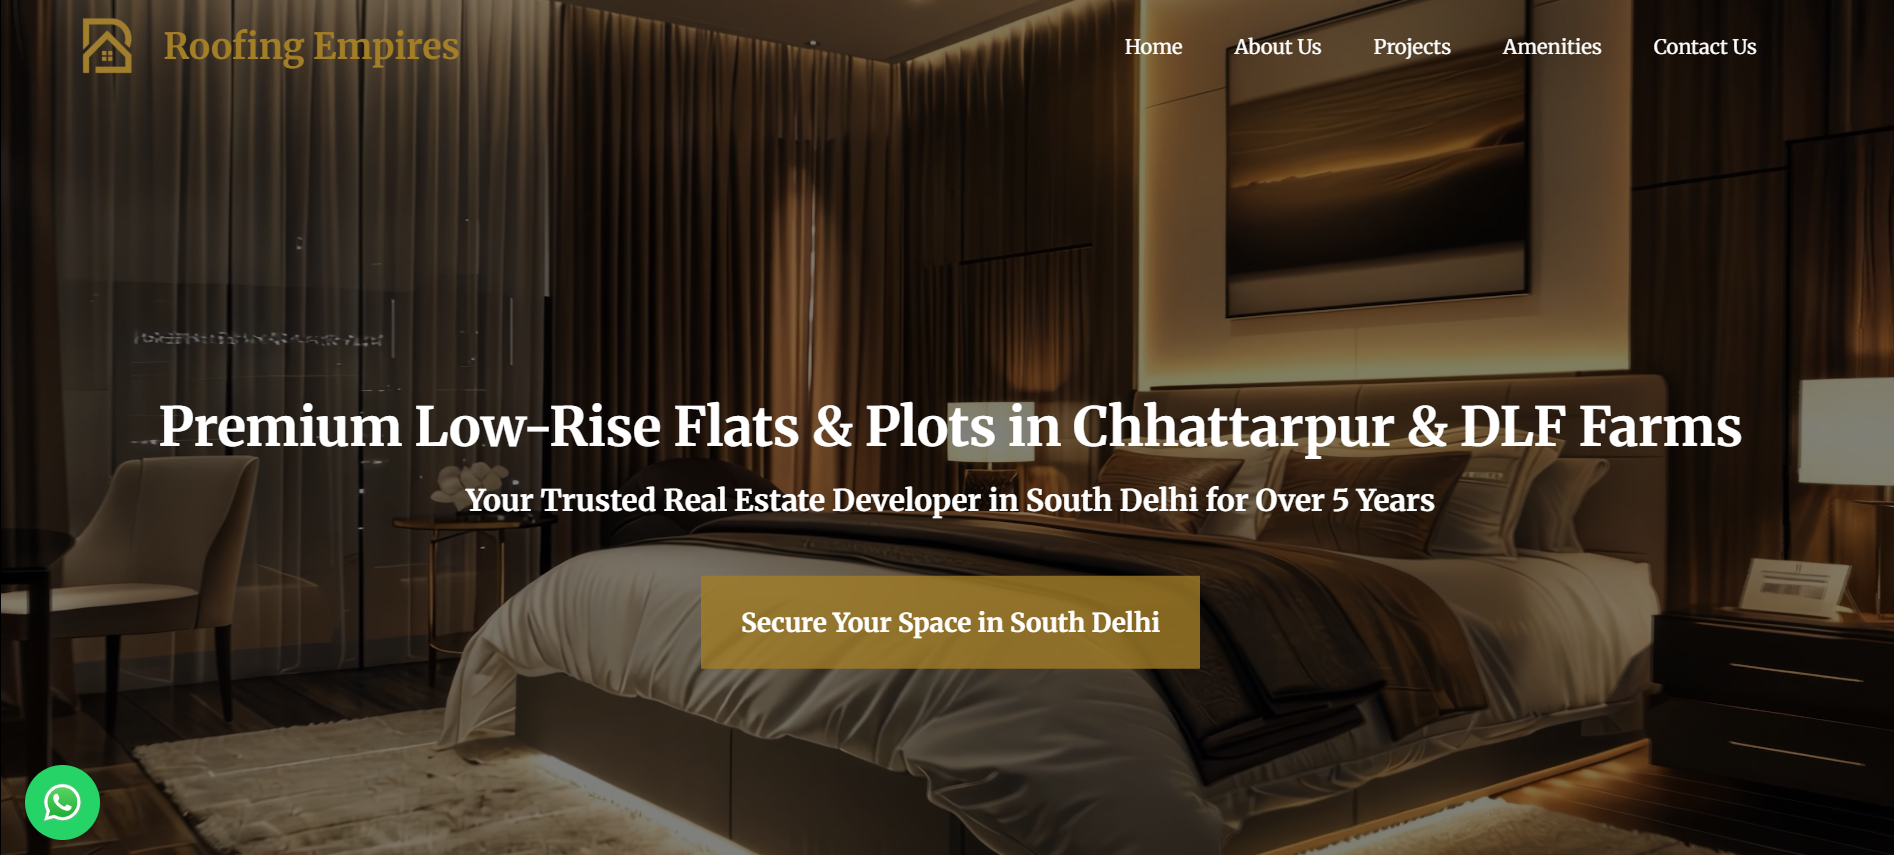 Roofing Empires
Home
About Us
Projects
Amenities
Contact Us
Premium Low-Rise Flats & Plots in Chhattarpur & DLF Farms
Your Trusted Real Estate Developer in South Delhi for Over 5 Years
Secure Your Space in South Delhi